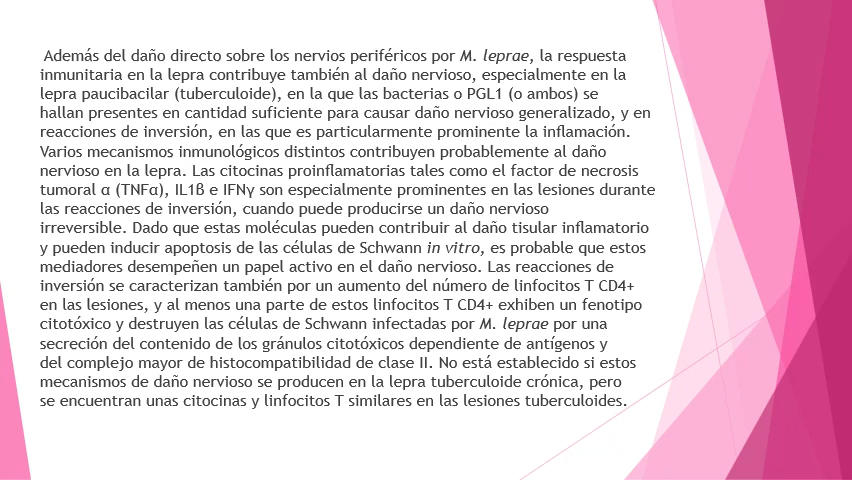 Además del daño directo sobre los nervios periféricos por M. leprae, la respuesta
inmunitaria en la lepra contribuye también al daño nervioso, especialmente en la
lepra paucibacilar (tuberculoide), en la que las bacterias o PGL1 (o ambos) se
hallan presentes en cantidad suficiente para causar daño nervioso generalizado, y en
reacciones de inversión, en las que es particularmente prominente la inflamación.
Varios mecanismos inmunológicos distintos contribuyen probablemente al daño
nervioso en la lepra. Las citocinas proinflamatorias tales como el factor de necrosis
tumoral α (TNFα), IL1β e IFNγ son especialmente prominentes en las lesiones durante
las reacciones de inversión, cuando puede producirse un daño nervioso
irreversible. Dado que estas moléculas pueden contribuir al daño tisular inflamatorio
y pueden inducir apoptosis de las células de Schwann in vitro, es probable que estos
mediadores desempeñen un papel activo en el daño nervioso. Las reacciones de
inversión se caracterizan también por un aumento del número de linfocitos T CD4+
en las lesiones, y al menos una parte de estos linfocitos T CD4+ exhiben un fenotipo
citotóxico y destruyen las células de Schwann infectadas por M. leprae por una
secreción del contenido de los gránulos citotóxicos dependiente de antígenos y
del complejo mayor de histocompatibilidad de clase II. No está establecido si estos
mecanismos de daño nervioso se producen en la lepra tuberculoide crónica, pero
se encuentran unas citocinas y linfocitos T similares en las lesiones tuberculoides.